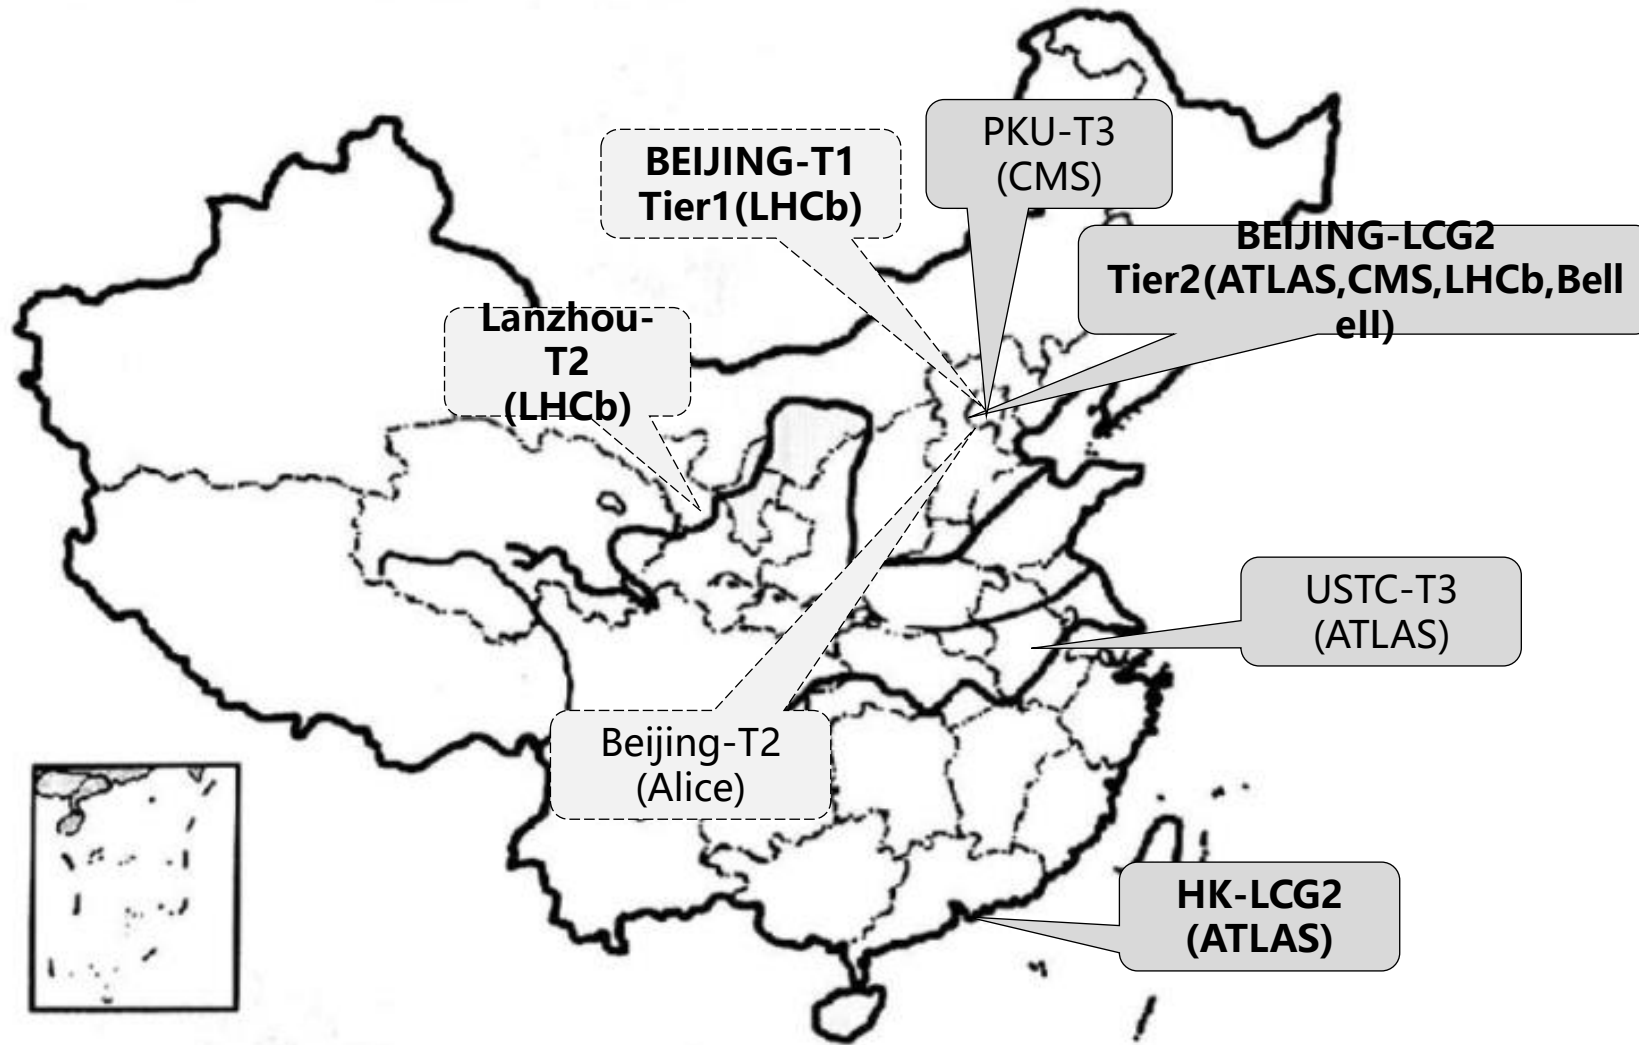 PKU-T3
(CMS)
BEIJING-T1
Tier1(LHCb)
BEIJING-LCG2
Tier2(ATLAS,CMS,LHCb,Bell
eII)
Lanzhou-
T2
(LHCb)
USTC-T3
(ATLAS)
Beijing-T2
(Alice)
HK-LCG2
(ATLAS)